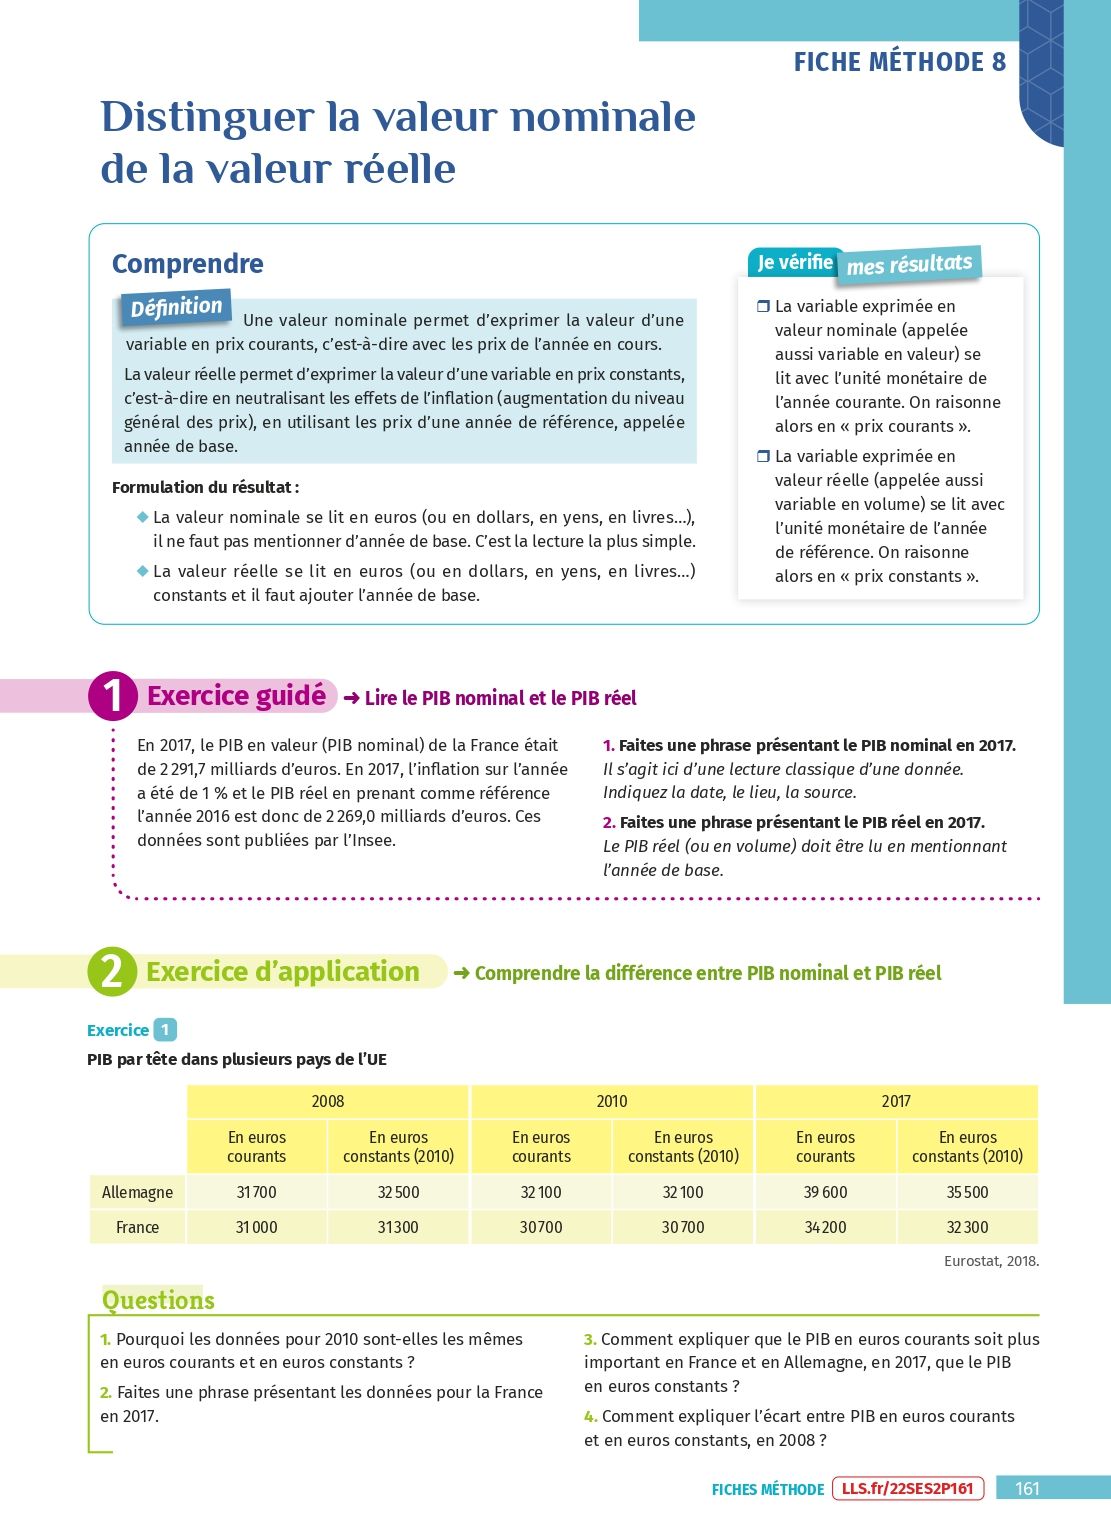 FICHE MÉTHODE 8
Distinguer la valeur nominale
de la valeur réelle
Comprendre
Définition
Une valeur nominale permet d’exprimer la valeur d’une
variable en prix courants, c’est-à-dire avec les prix de l’année en cours.
La valeur réelle permet d’exprimer la valeur d’une variable en prix constants,
c’est-à-dire en neutralisant les effets de l’inflation (augmentation du niveau
général des prix), en utilisant les prix d’une année de référence, appelée
année de base.
Formulation du résultat :
◆ La valeur nominale se lit en euros (ou en dollars, en yens, en livres…),
il ne faut pas mentionner d’année de base. C’est la lecture la plus simple.
◆ La valeur réelle se lit en euros (ou en dollars, en yens, en livres…)
constants et il faut ajouter l’année de base.
Je vérifie mes résultats
❒ La variable exprimée en
valeur nominale (appelée
aussi variable en valeur) se
lit avec l’unité monétaire de
l’année courante. On raisonne
alors en « prix courants ».
❒ La variable exprimée en
valeur réelle (appelée aussi
variable en volume) se lit avec
l’unité monétaire de l’année
de référence. On raisonne
alors en « prix constants ».
1 Exercice guidé ➜ Lire le PIB nominal et le PIB réel
En 2017, le PIB en valeur (PIB nominal) de la France était
de 2 291,7 milliards d’euros. En 2017, l’inflation sur l’année
a été de 1 % et le PIB réel en prenant comme référence
l’année 2016 est donc de 2 269,0 milliards d’euros. Ces
données sont publiées par l’Insee.
1. Faites une phrase présentant le PIB nominal en 2017.
Il s’agit ici d’une lecture classique d’une donnée.
Indiquez la date, le lieu, la source.
2. Faites une phrase présentant le PIB réel en 2017.
Le PIB réel (ou en volume) doit être lu en mentionnant
l’année de base.
2 Exercice d’application ➜ Comprendre la différence entre PIB nominal et PIB réel
Exercice 1
PIB par tête dans plusieurs pays de l’UE
2008 2010 2017
En euros En euros En euros En euros En euros En euros
courants constants (2010) courants constants (2010) courants constants (2010)
Allemagne 31 700 32 500 32 100 32 100 39 600 35 500
France 31 000 31 300 30 700 30 700 34 200 32 300
Eurostat, 2018.
Questions
1. Pourquoi les données pour 2010 sont-elles les mêmes
en euros courants et en euros constants ?
2. Faites une phrase présentant les données pour la France
en 2017.
3. Comment expliquer que le PIB en euros courants soit plus
important en France et en Allemagne, en 2017, que le PIB
en euros constants ?
4. Comment expliquer l’écart entre PIB en euros courants
et en euros constants, en 2008 ?
FICHES MÉTHODE LLS.fr/22SES2P161 161